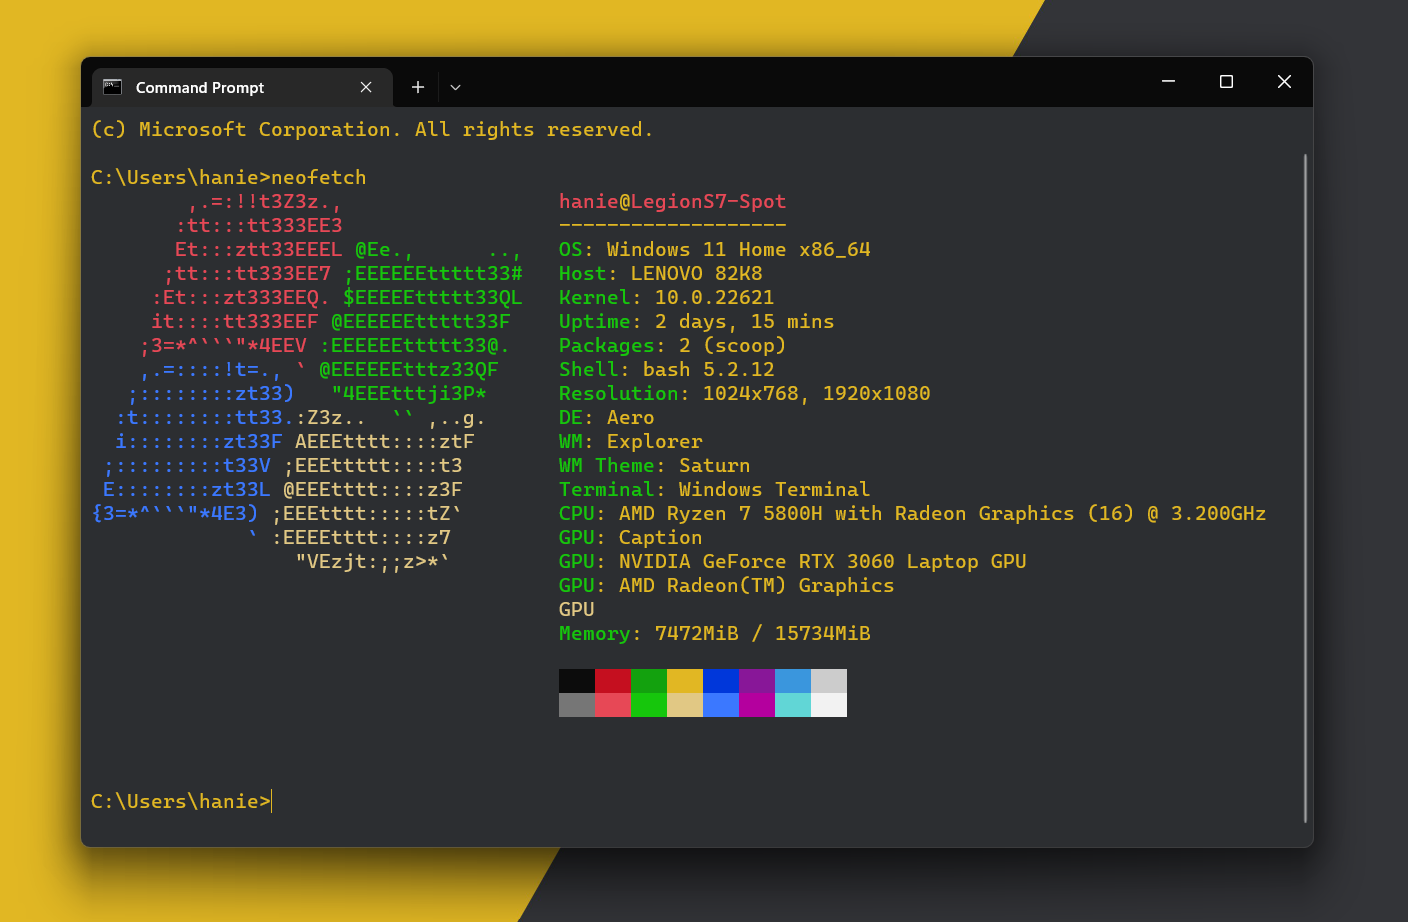 Command Prompt
(c) Microsoft Corporation. All rights reserved.
C:\Users\hanie>neofetch
        ,.=:!!t3Z3z.,                  hanie@LegionS7-Spot
       :tt:::tt333EE3                  -------------------
       Et:::ztt33EEEL @Ee.,      ..,   OS: Windows 11 Home x86_64
      ;tt:::tt333EE7 ;EEEEEEttttt33#   Host: LENOVO 82K8
     :Et:::zt333EEQ. $EEEEEttttt33QL   Kernel: 10.0.22621
     it::::tt333EEF @EEEEEEttttt33F    Uptime: 2 days, 15 mins
    ;3=*^```"*4EEV :EEEEEEttttt33@.    Packages: 2 (scoop)
    ,.=::::!t=., ` @EEEEEEtttz33QF     Shell: bash 5.2.12
   ;::::::::zt33)   "4EEEtttji3P*      Resolution: 1024x768, 1920x1080
  :t::::::::tt33.:Z3z..  `` ,..g.      DE: Aero
  i::::::::zt33F AEEEtttt::::ztF       WM: Explorer
 ;:::::::::t33V ;EEEttttt::::t3        WM Theme: Saturn
 E::::::::zt33L @EEEtttt::::z3F        Terminal: Windows Terminal
{3=*^```"*4E3) ;EEEtttt:::::tZ`        CPU: AMD Ryzen 7 5800H with Radeon Graphics (16) @ 3.200GHz
             ` :EEEEtttt::::z7         GPU: Caption
                 "VEzjt:;;z>*`         GPU: NVIDIA GeForce RTX 3060 Laptop GPU
GPU: AMD Radeon(TM) Graphics
GPU
Memory: 7472MiB / 15734MiB
C:\Users\hanie>